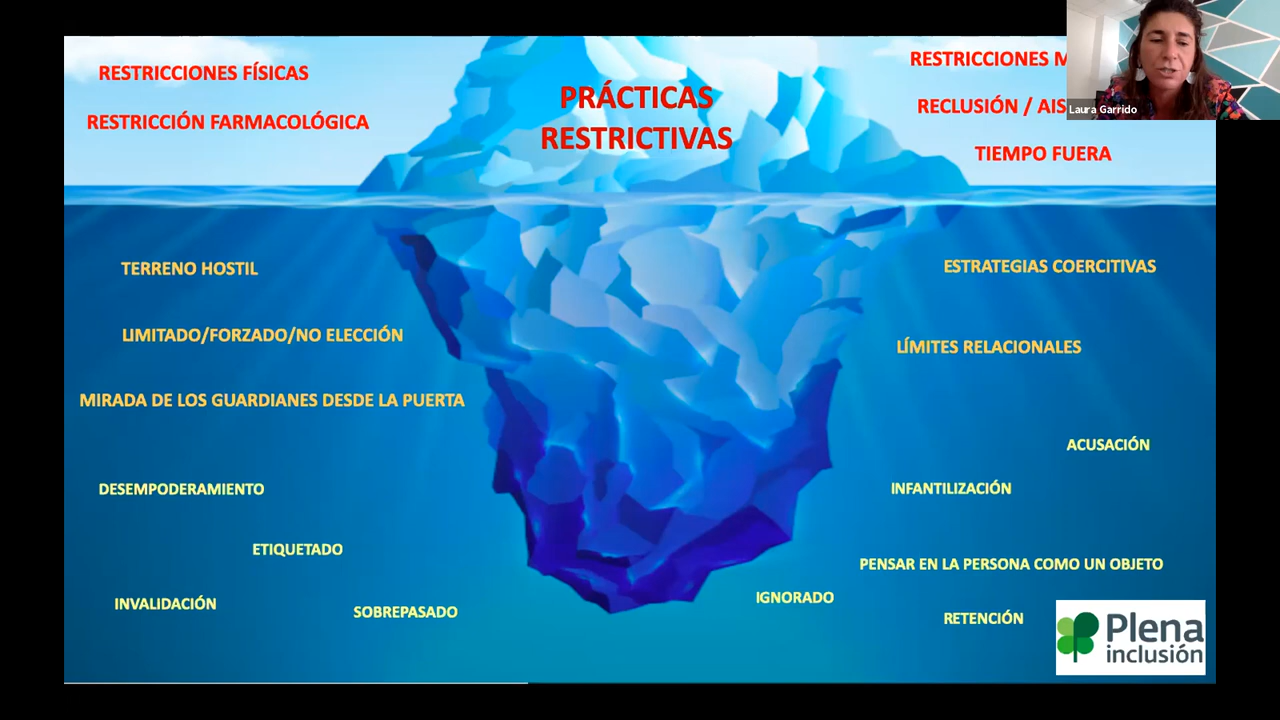 RESTRICCIONES FÍSICAS
RESTRICCIÓN FARMACOLÓGICA
PRÁCTICAS
RESTRICTIVAS
RESTRICCIONES
RECLUSIÓN /
TIEMPO FUERA
Laura Garrido
TERRENO HOSTIL
LIMITADO/FORZADO/NO ELECCIÓN
MIRADA DE LOS GUARDIANES DESDE LA PUERTA
ESTRATEGIAS COERCITIVAS
LÍMITES RELACIONALES
DESEMPODERAMIENTO
ETIQUETADO
INVALIDACIÓN
SOBREPASADO
ACUSACIÓN
INFANTILIZACIÓN
PENSAR EN LA PERSONA COMO UN OBJETO
IGNORADO
RETENCIÓN
Plena
inclusión